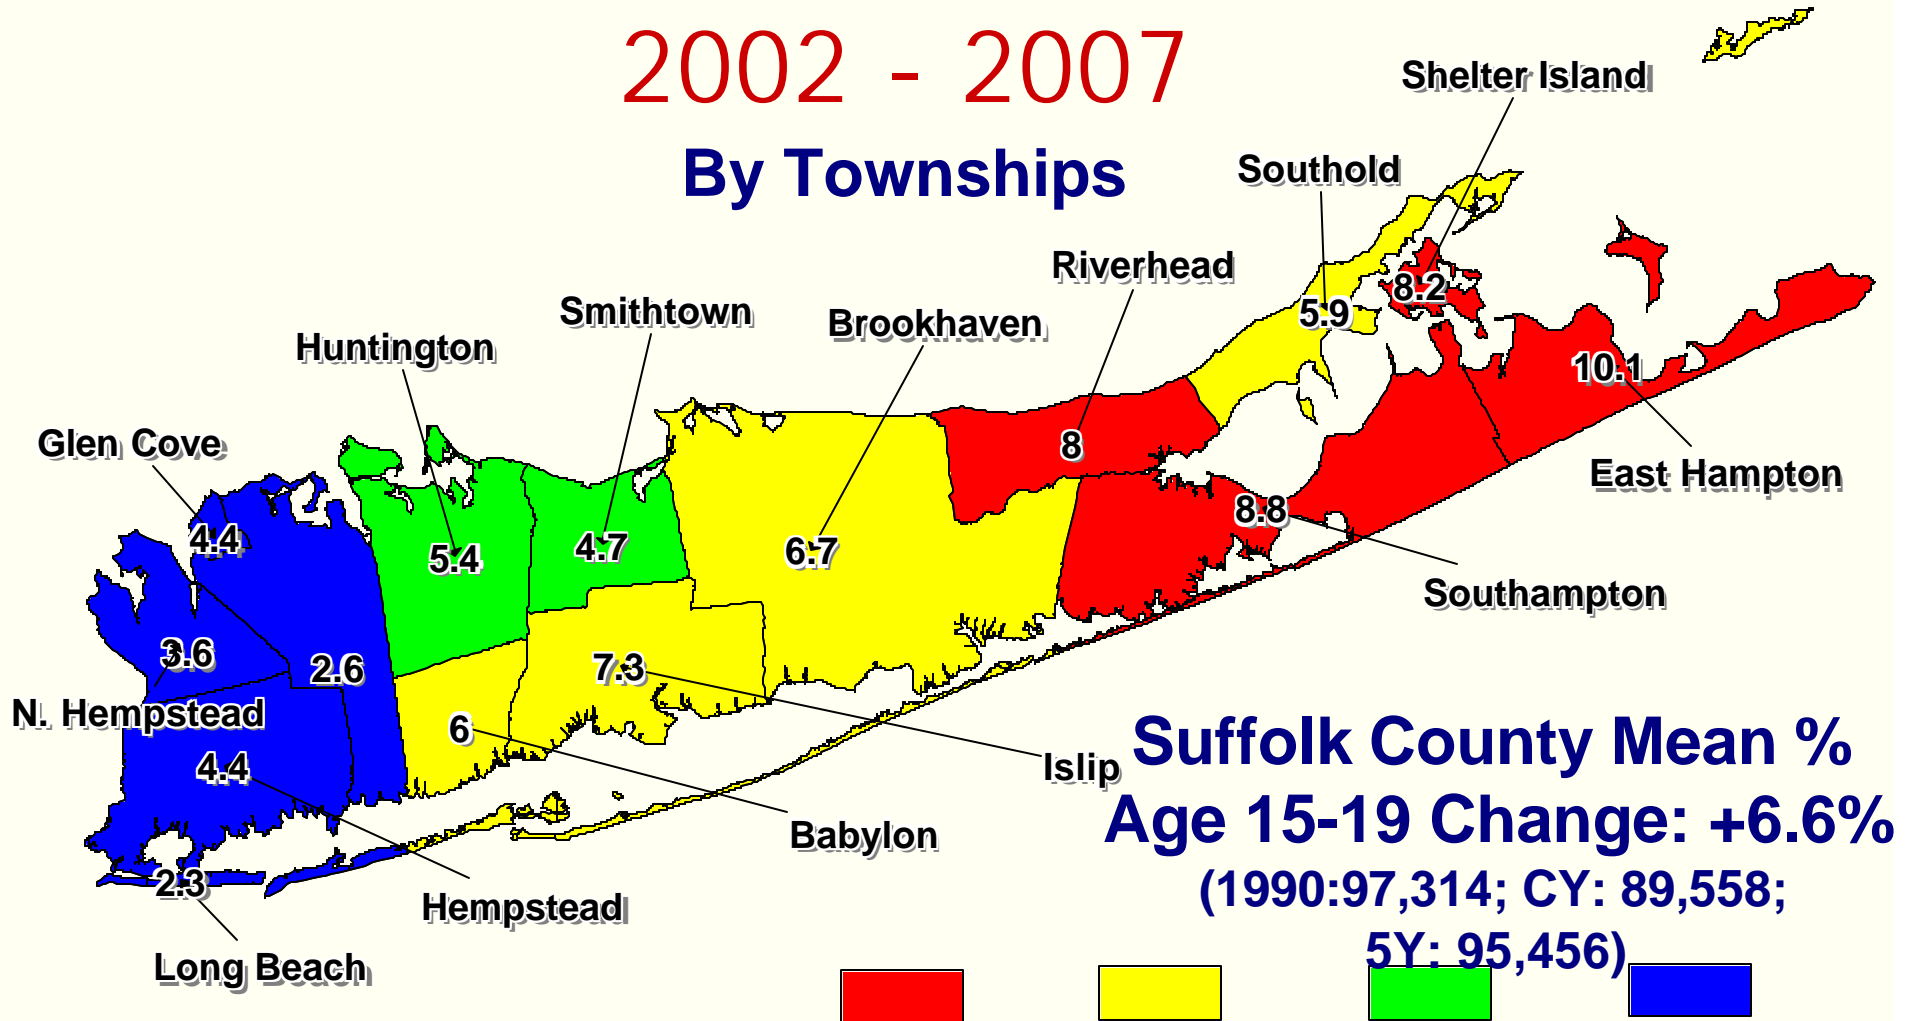 2002 - 2007
By Townships
Shelter Island
Southold
Riverhead
Smithtown
Brookhaven
Huntington
Glen Cove
8.2
5.9
10.1
8
East Hampton
8.8
4.4
5.4
4.7
6.7
Southampton
3.6
2.6
7.3
N. Hempstead
6
4.4
Islip
Suffolk County Mean %
Age 15-19 Change: +6.6%
(1990:97,314; CY: 89,558;
5Y: 95,456)
Babylon
2.3
Hempstead
Long Beach